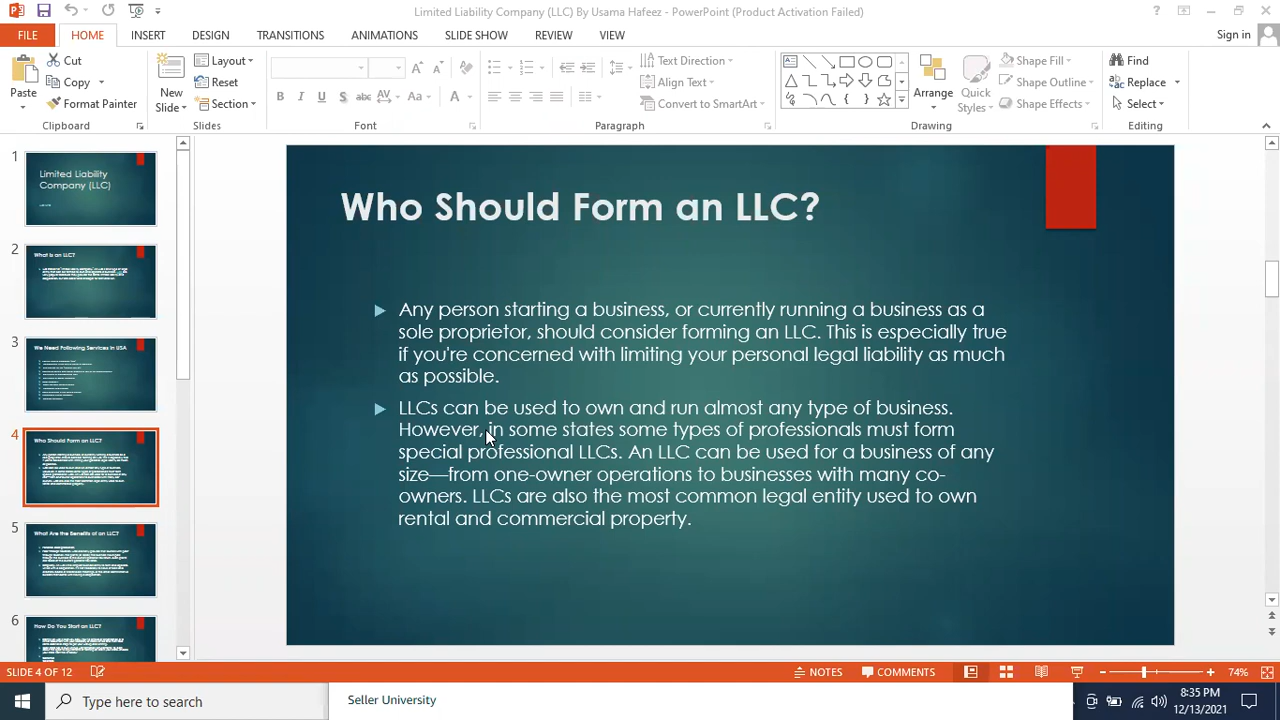 Limited Liability Company (LLC) By Usama Hafeez - PowerPoint (Product Activation Failed)
FILE HOME INSERT DESIGN TRANSITIONS ANIMATIONS SLIDE SHOW REVIEW VIEW Sign in
Paste
Cut
Copy
Format Painter
Clipboard
New
Slide
Layout
Reset
Section
Slides
B I U S abc AV Aa A
Font
Text Direction
Align Text
Convert to SmartArt
Paragraph
Arrange
Quick
Styles
Shape Fill
Shape Outline
Shape Effects
Drawing
Find
Replace
Select
Editing
1
Limited Liability
Company (LLC)
2
What is an LLC?
3
We Need Following Services in USA
4
Who Should Form an LLC?
5
What Are the Benefits of an LLC?
6
How Do You Start an LLC?
Who Should Form an LLC?
Any person starting a business, or currently running a business as a
sole proprietor, should consider forming an LLC. This is especially true
if you're concerned with limiting your personal legal liability as much
as possible.
LLCs can be used to own and run almost any type of business.
However, in some states some types of professionals must form
special professional LLCs. An LLC can be used for a business of any
size—from one-owner operations to businesses with many co-
owners. LLCs are also the most common legal entity used to own
rental and commercial property.
SLIDE 4 OF 12 NOTES COMMENTS 74%
Type here to search
Seller University
8:35 PM
12/13/2021